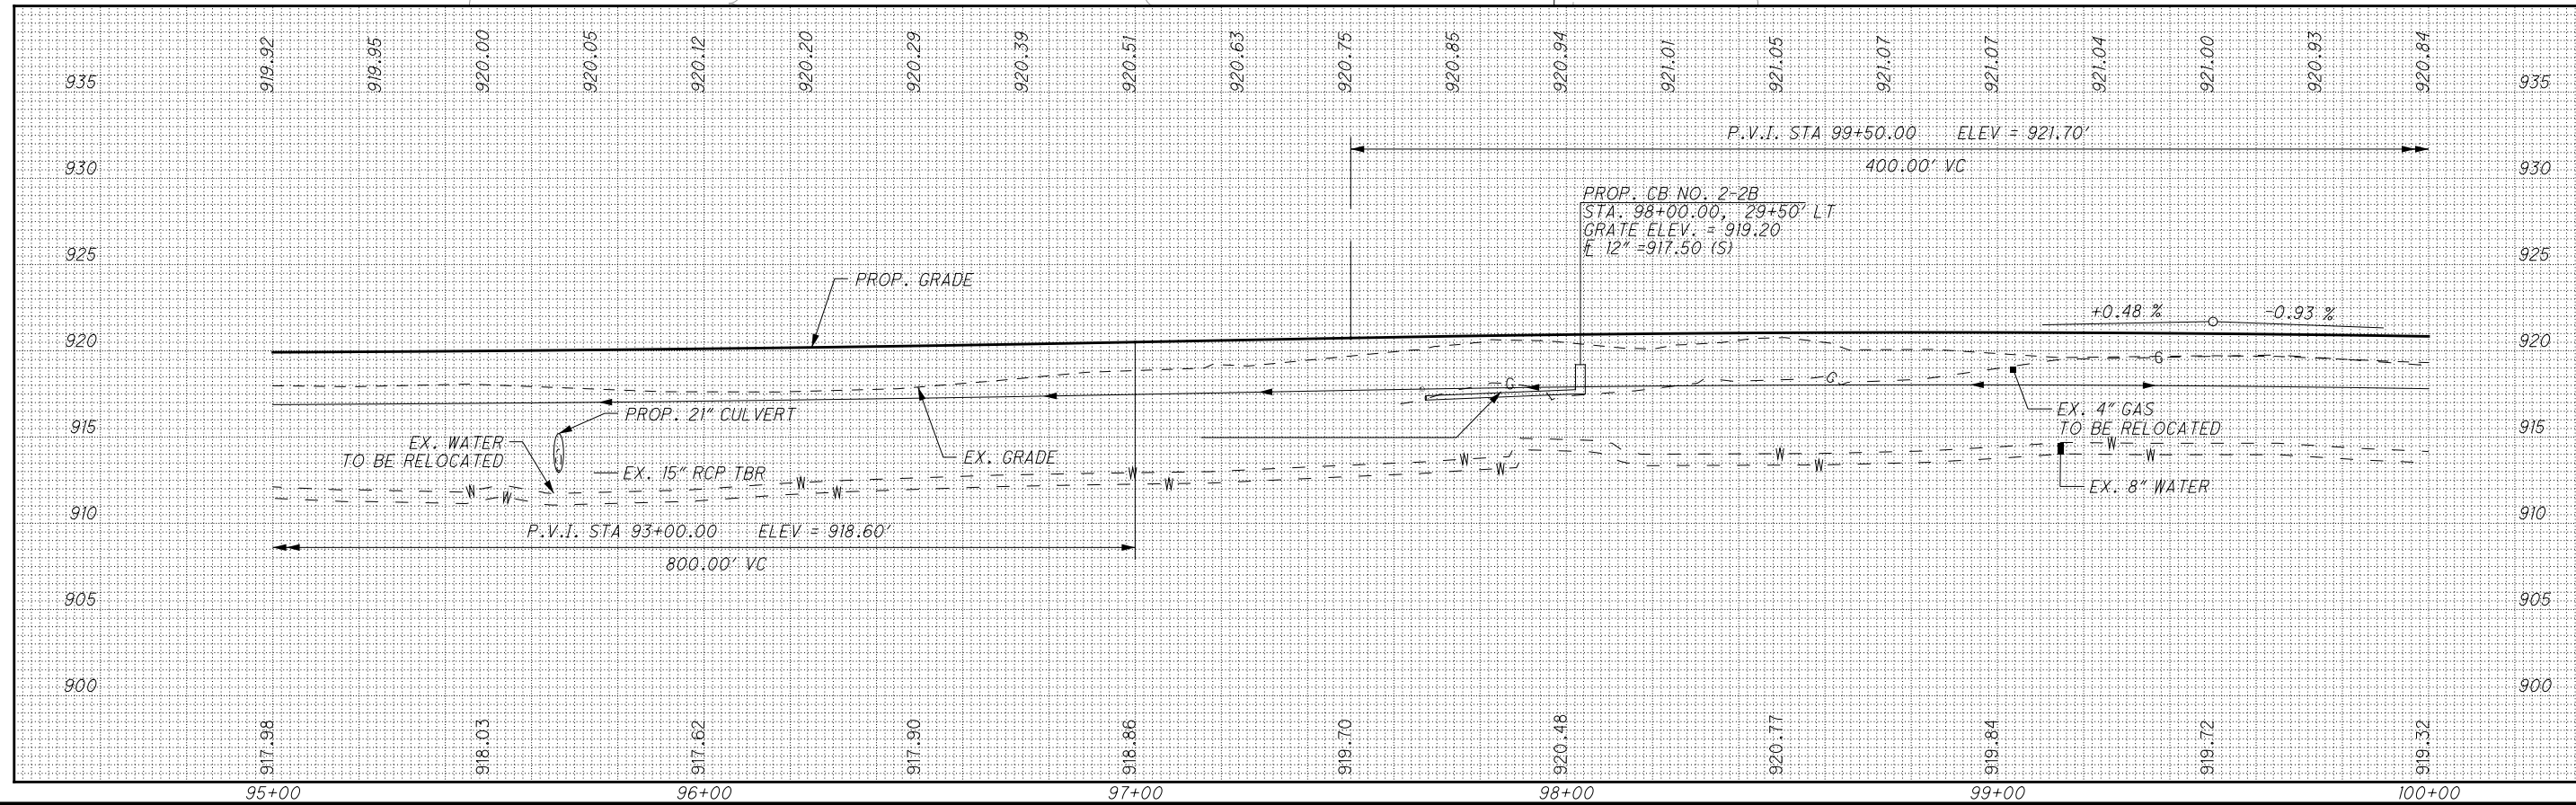 919.92 919.95 920.00 920.05 920.12 920.20 920.29 920.39 920.51 920.63 920.75 920.85 920.94 921.01 921.05 921.07 921.07 921.04 921.00 920.93 920.84
935 935
P.V.I. STA 99+50.00 ELEV = 921.70'
930 400.00' VC 930
PROP. CB NO. 2-2B
STA. 98+00.00, 29+50' LT
GRATE ELEV. = 919.20
12" =917.50 (S)
925 925
PROP. GRADE
+0.48 % -0.93 %
920 920
G
G
G
PROP. 21" CULVERT
EX. 4" GAS
TO BE RELOCATED
915 915
EX. WATER
TO BE RELOCATED
EX. GRADE
EX. 15" RCP TBR
W W W W W W W W W W W W
EX. 8" WATER
910 910
P.V.I. STA 93+00.00 ELEV = 918.60'
800.00' VC
905 905
900 900
917.98 918.03 917.62 917.90 918.86 919.70 920.48 920.77 919.84 919.72 919.32
95+00 96+00 97+00 98+00 99+00 100+00